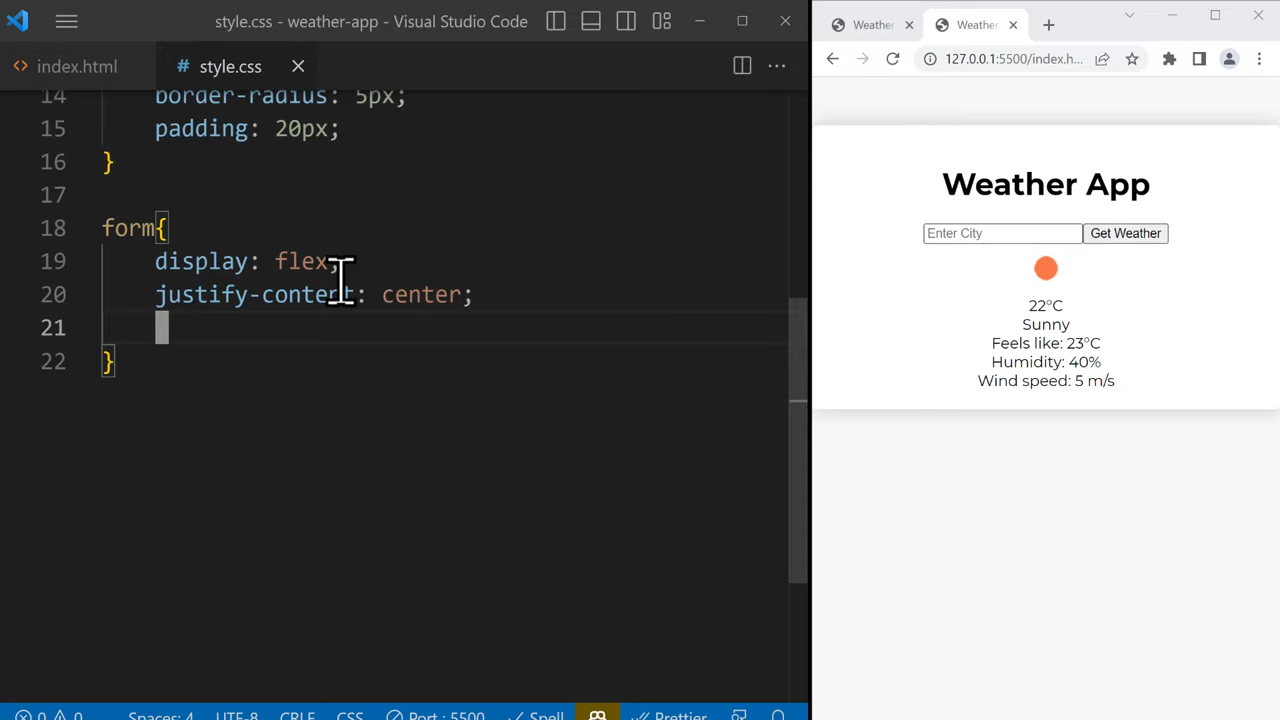 style.css - weather-app - Visual Studio Code
index.html
# style.css
14 border-radius: 5px;
15 padding: 20px;
16 }
17
18 form{
19 display: flex;
20 justify-content: center;
21
22 }
0 0 Spaces: 4 UTF-8 CRLF CSS Port : 5500 Spell Prettier
Weather
Weather
127.0.0.1:5500/index.h...
Weather App
Enter City Get Weather
22°C
Sunny
Feels like: 23°C
Humidity: 40%
Wind speed: 5 m/s